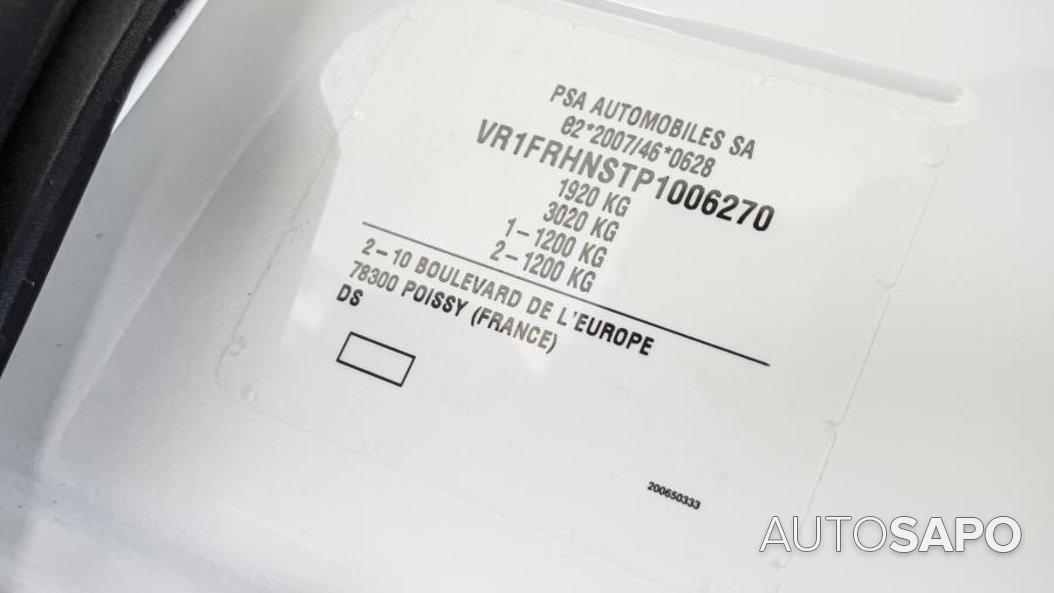 PSA AUTOMOBILES SA
e2*2007/46*0628
VR1FRHNSTP1006270
1920 KG
3020 KG
1-1200 KG
2-1200 KG
2-10 BOULEVARD DE L'EUROPE
78300 POISSY (FRANCE)
DS
200650333
AUTOSAPO